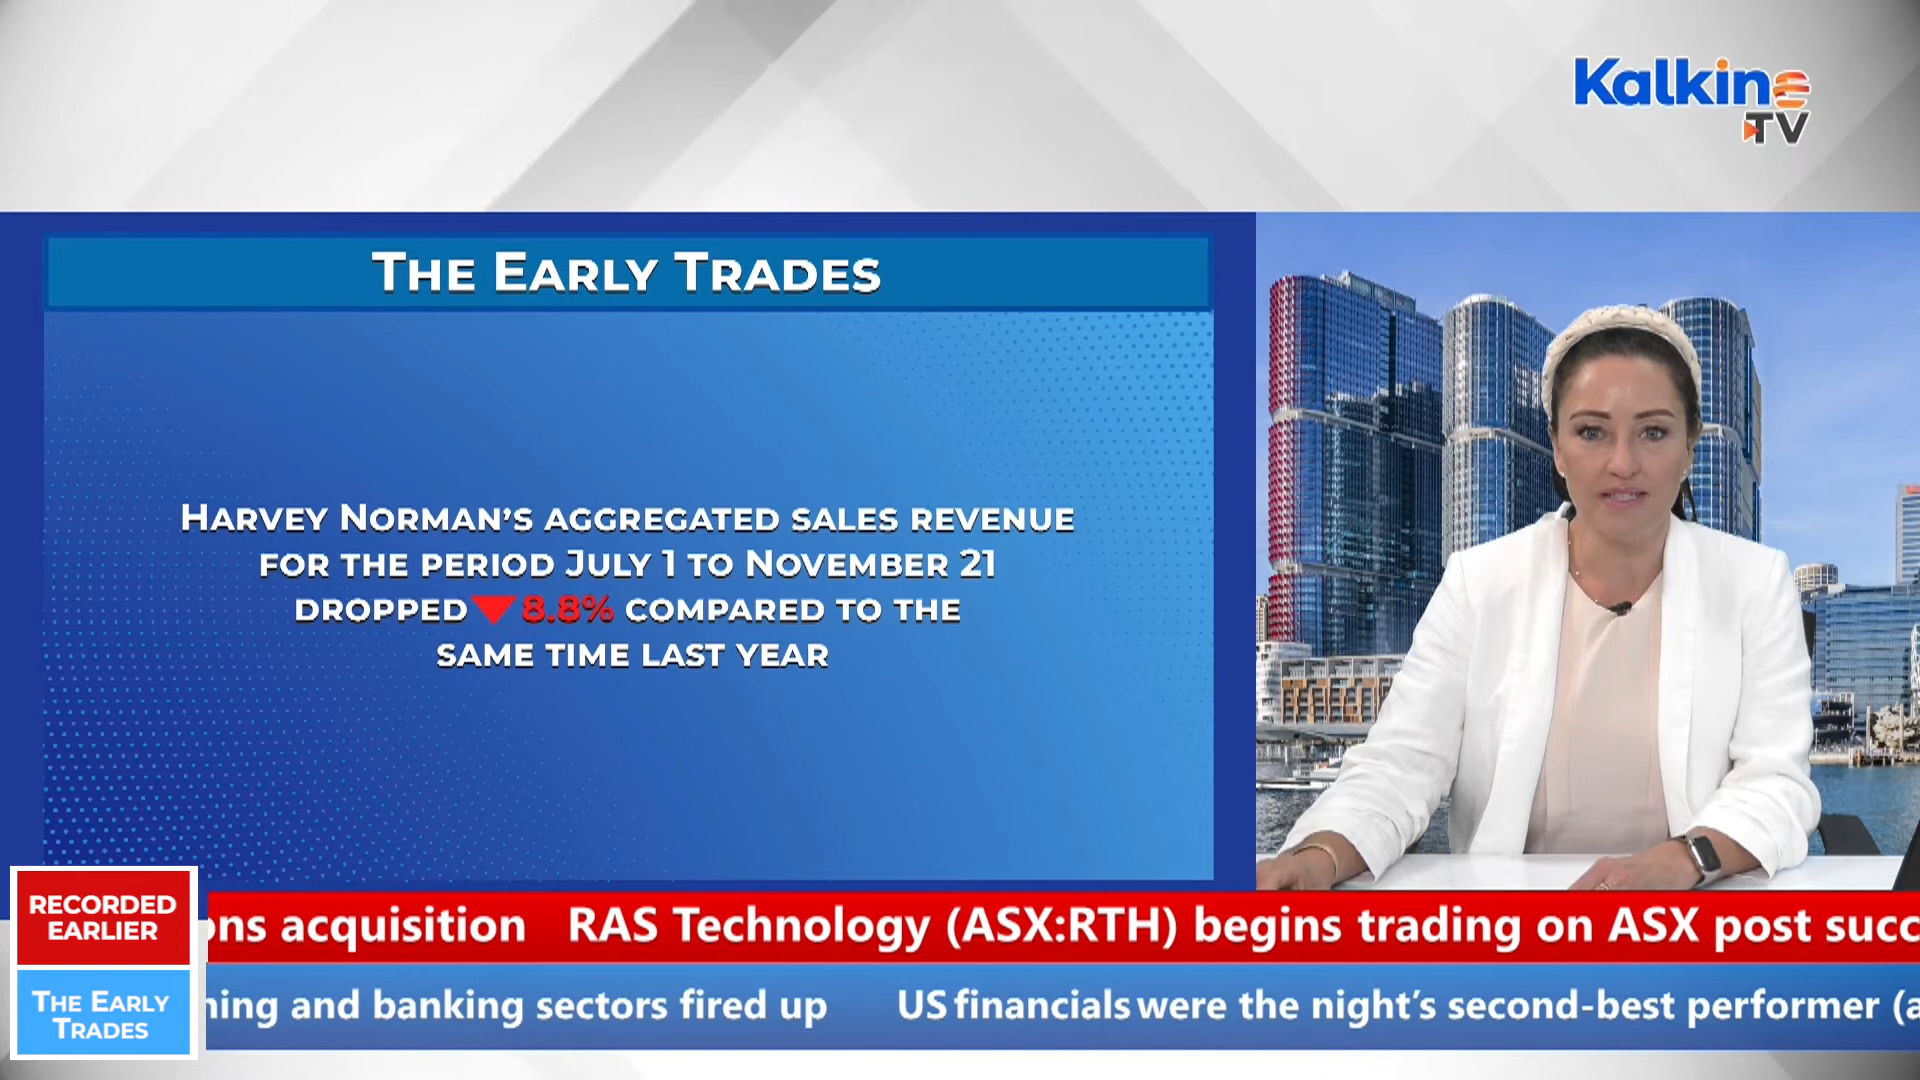 Kalkine
TV
THE EARLY TRADES
HARVEY NORMAN'S AGGREGATED SALES REVENUE
FOR THE PERIOD JULY 1 TO NOVEMBER 21
DROPPED 8.8% COMPARED TO THE
SAME TIME LAST YEAR
RECORDED
EARLIER
ons acquisition RAS Technology (ASX:RTH) begins trading on ASX post succ
THE EARLY
TRADES
ning and banking sectors fired up US financials were the night's second-best performer (a